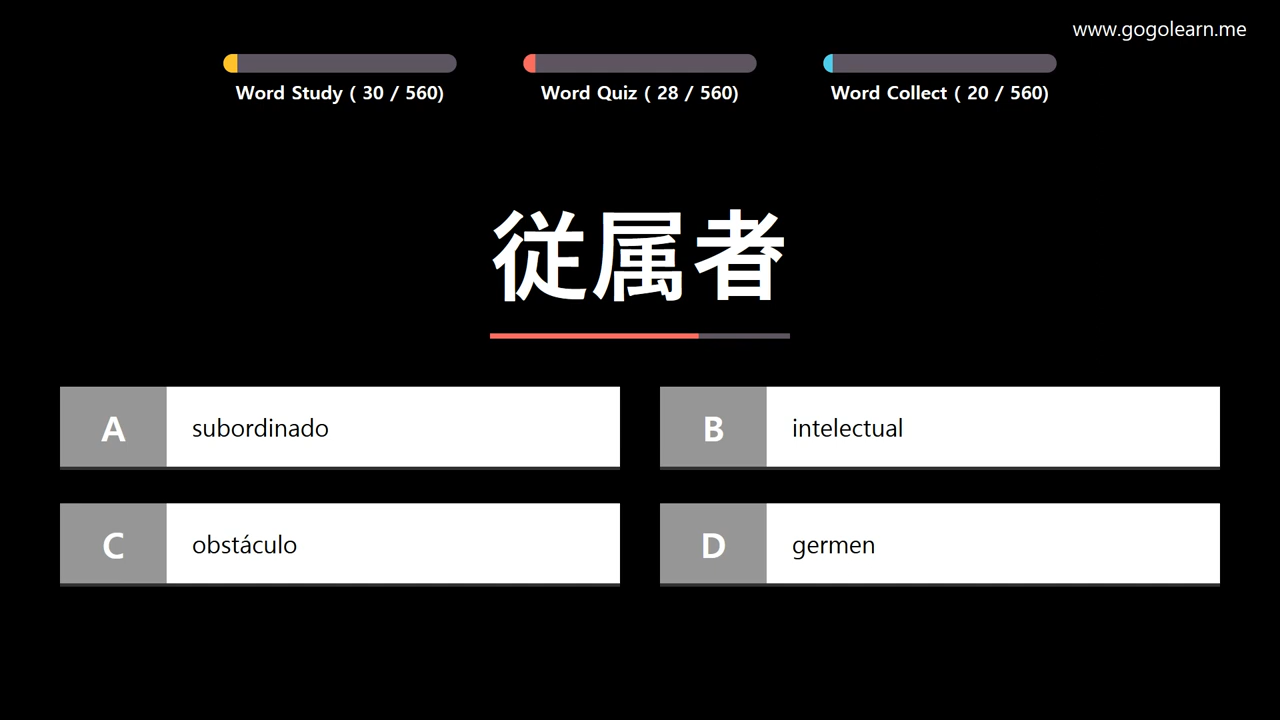 www.gogolearn.me
Word Study ( 30 / 560)
Word Quiz ( 28 / 560)
Word Collect ( 20 / 560)
従属者
A subordinado
B intelectual
C obstáculo
D germen